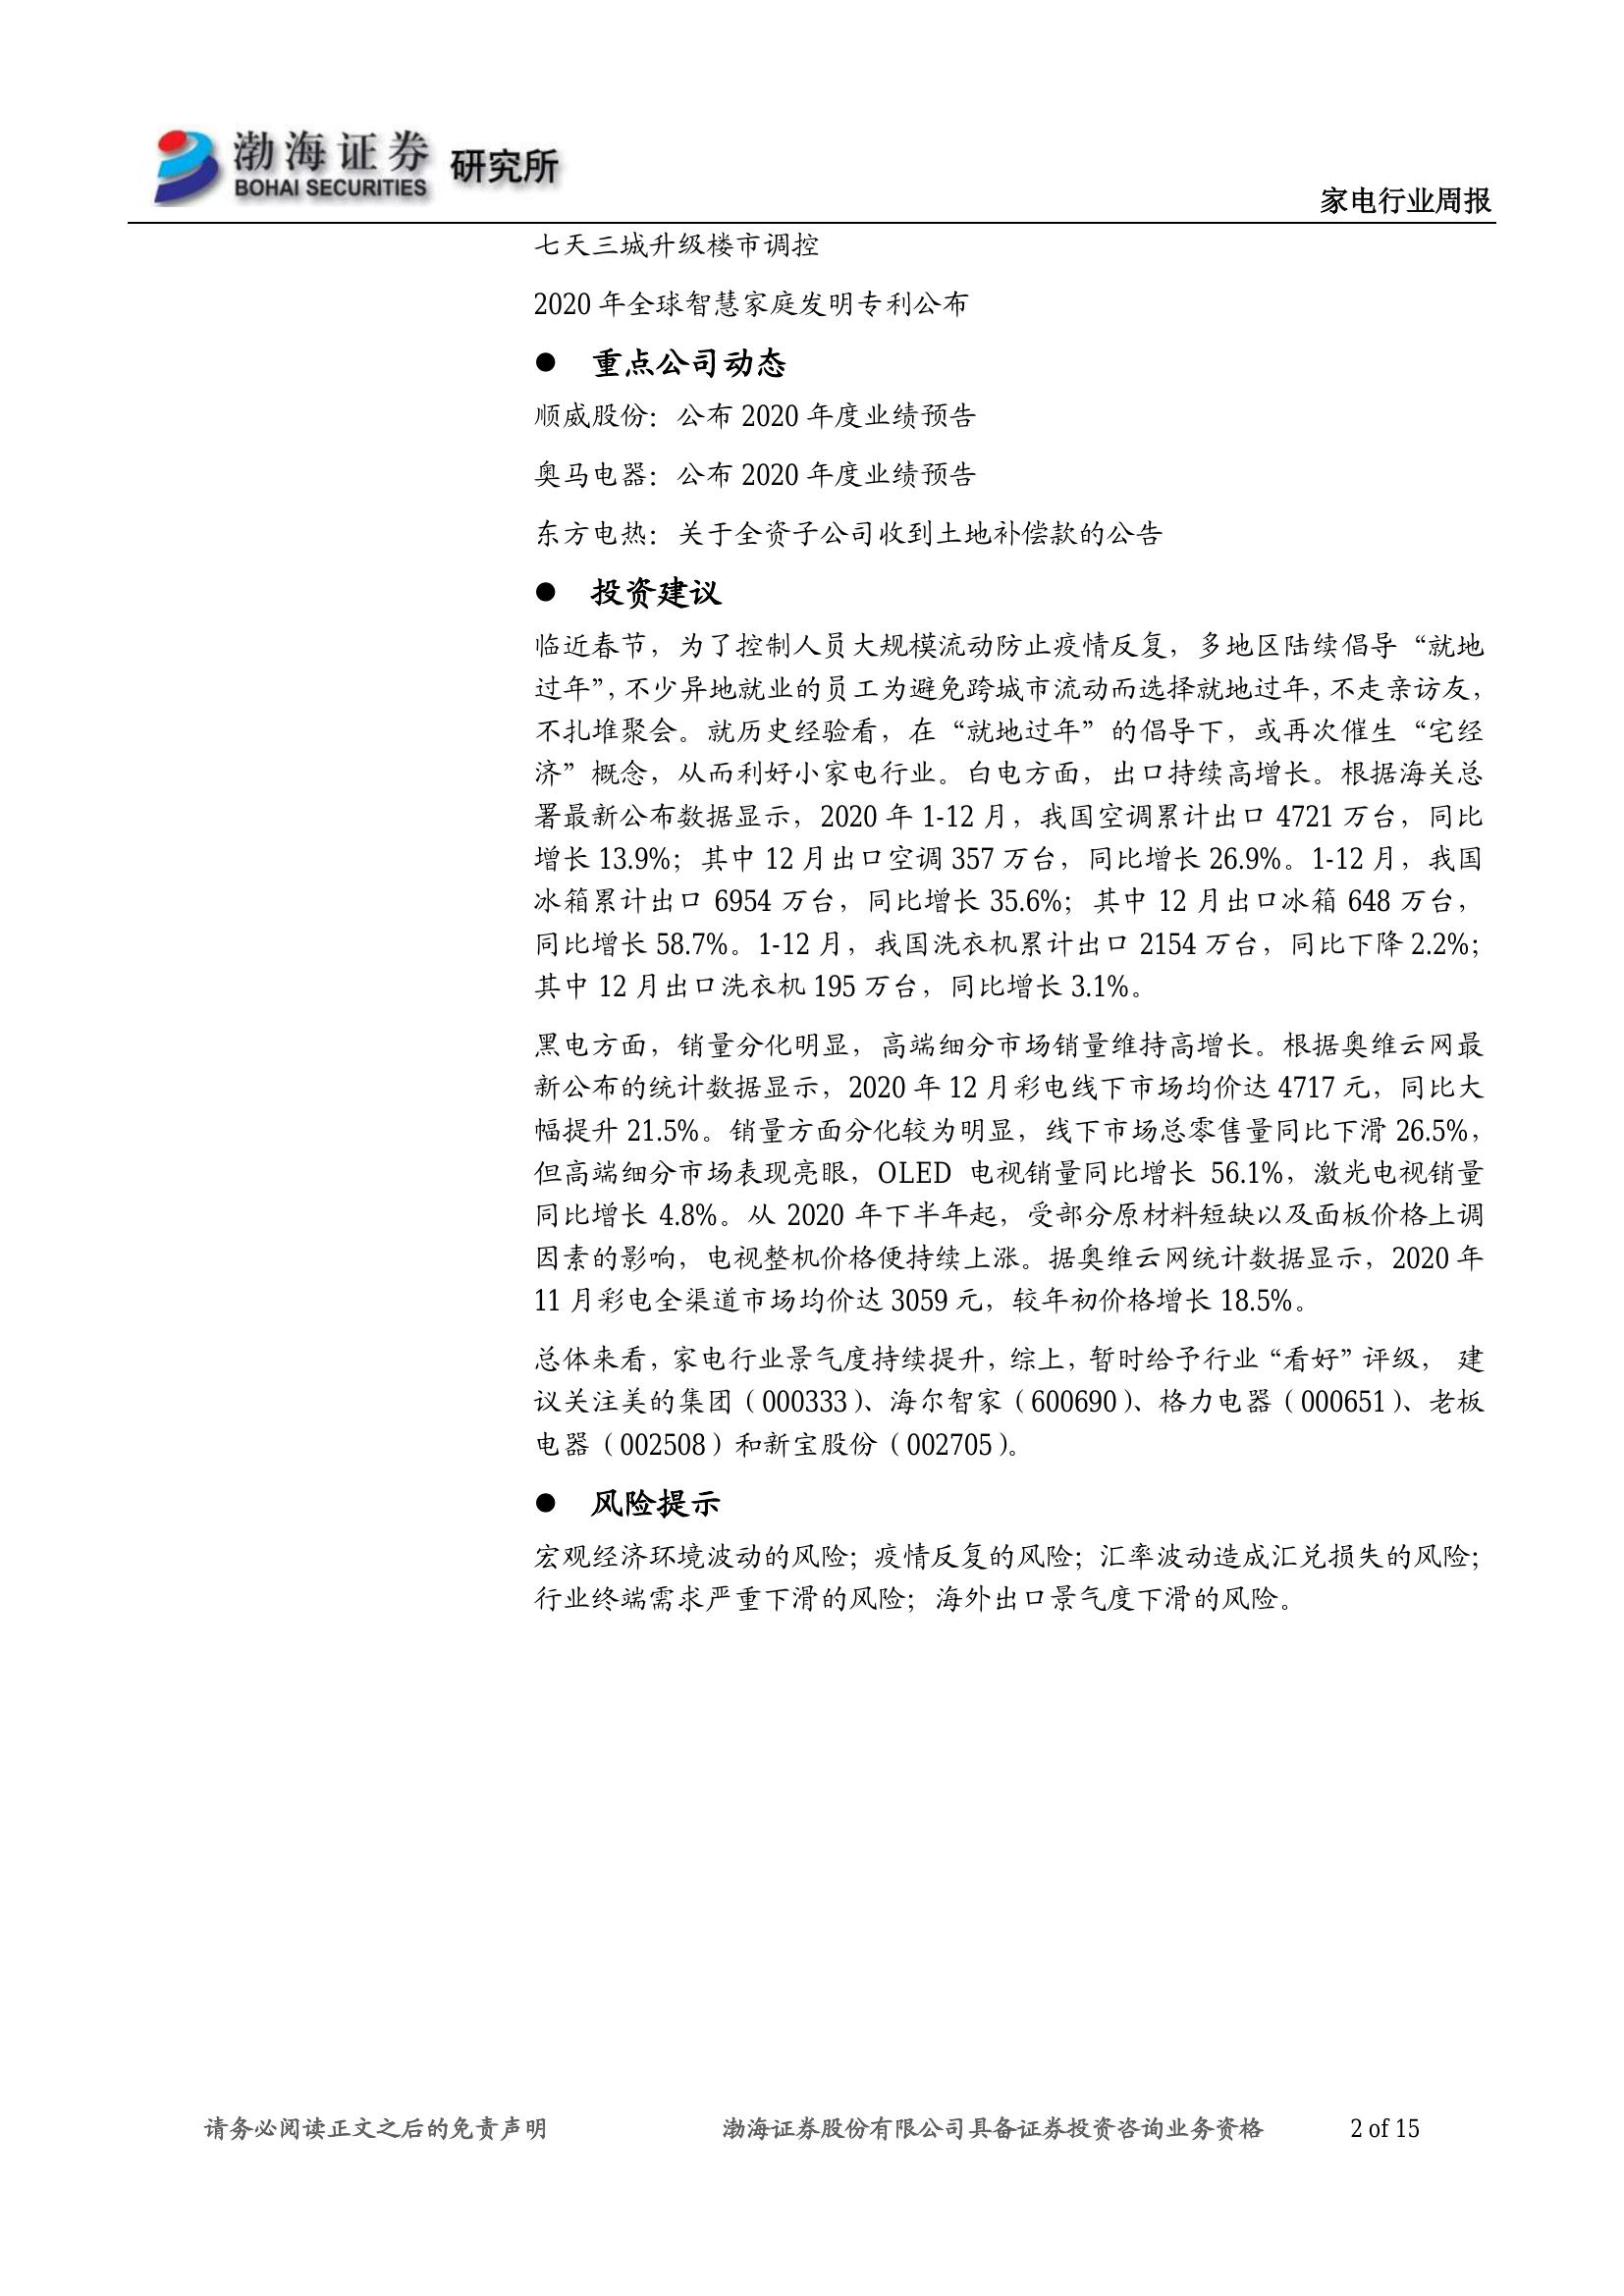 渤海证券 研究所
BOHAI SECURITIES
家电行业周报
七天三城升级楼市调控
2020 年全球智慧家庭发明专利公布
● 重点公司动态
顺威股份：公布 2020 年度业绩预告
奥马电器：公布 2020 年度业绩预告
东方电热：关于全资子公司收到土地补偿款的公告
● 投资建议
临近春节，为了控制人员大规模流动防止疫情反复，多地区陆续倡导“就地
过年”，不少异地就业的员工为避免跨城市流动而选择就地过年，不走亲访友，
不扎堆聚会。就历史经验看，在“就地过年”的倡导下，或再次催生“宅经
济”概念，从而利好小家电行业。白电方面，出口持续高增长。根据海关总
署最新公布数据显示，2020 年 1-12 月，我国空调累计出口 4721 万台，同比
增长 13.9%；其中 12 月出口空调 357 万台，同比增长 26.9%。1-12 月，我国
冰箱累计出口 6954 万台，同比增长 35.6%；其中 12 月出口冰箱 648 万台，
同比增长 58.7%。1-12 月，我国洗衣机累计出口 2154 万台，同比下降 2.2%；
其中 12 月出口洗衣机 195 万台，同比增长 3.1%。
黑电方面，销量分化明显，高端细分市场销量维持高增长。根据奥维云网最
新公布的统计数据显示，2020 年 12 月彩电线下市场均价达 4717 元，同比大
幅提升 21.5%。销量方面分化较为明显，线下市场总零售量同比下滑 26.5%，
但高端细分市场表现亮眼，OLED 电视销量同比增长 56.1%，激光电视销量
同比增长 4.8%。从 2020 年下半年起，受部分原材料短缺以及面板价格上调
因素的影响，电视整机价格便持续上涨。据奥维云网统计数据显示，2020 年
11 月彩电全渠道市场均价达 3059 元，较年初价格增长 18.5%。
总体来看，家电行业景气度持续提升，综上，暂时给予行业“看好”评级， 建
议关注美的集团（000333）、海尔智家（600690）、格力电器（000651）、老板
电器（002508）和新宝股份（002705）。
● 风险提示
宏观经济环境波动的风险；疫情反复的风险；汇率波动造成汇兑损失的风险；
行业终端需求严重下滑的风险；海外出口景气度下滑的风险。
请务必阅读正文之后的免责声明 渤海证券股份有限公司具备证券投资咨询业务资格 2 of 15